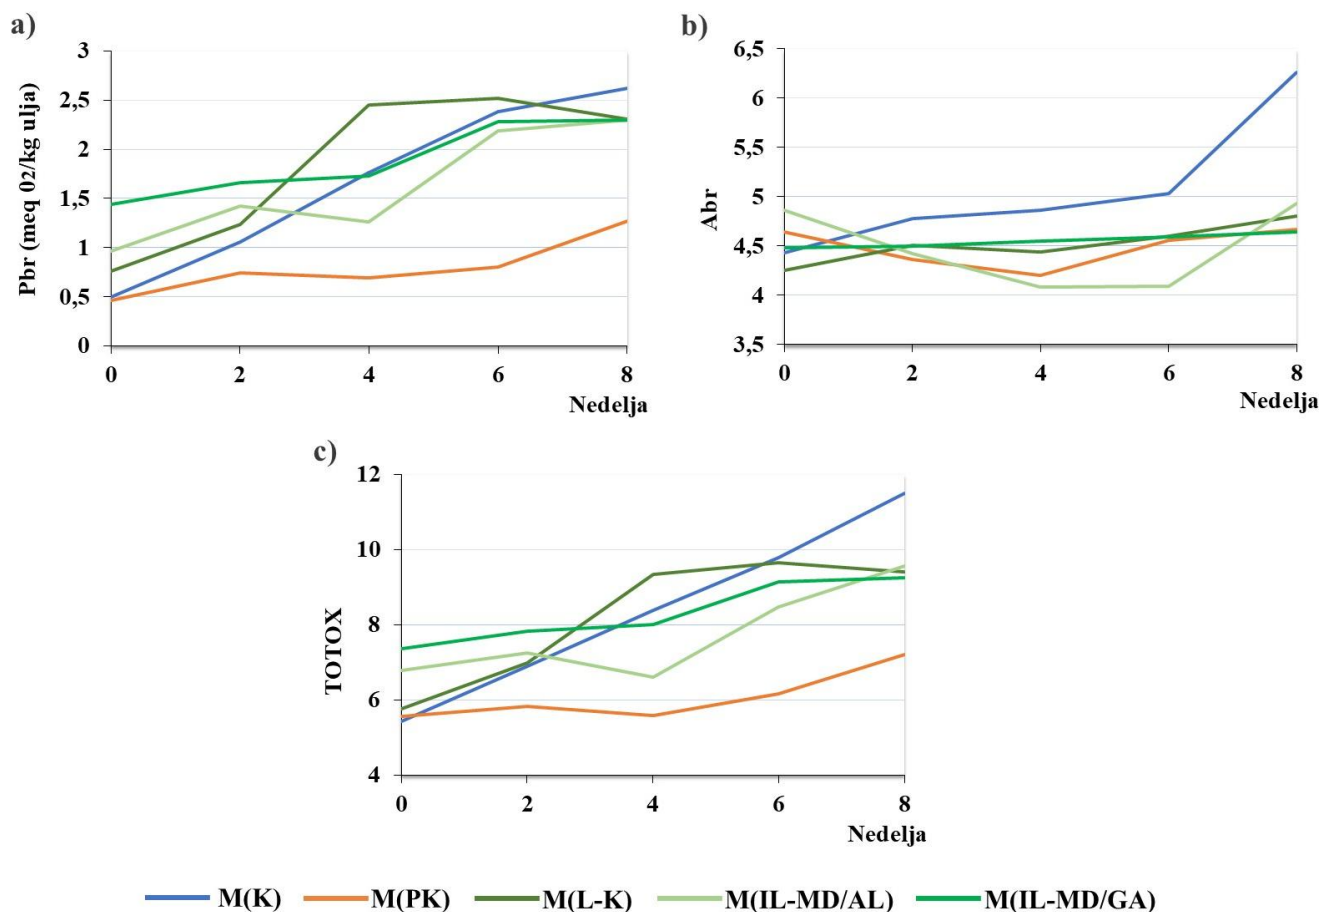 a)
3
2,5
2
1,5
1
0,5
0
Pbr (meq 02/kg ulja)
0 2 4 6 8
Nedelja
b)
6,5
6
5,5
5
4,5
4
3,5
Abr
0 2 4 6 8
Nedelja
c)
12
10
8
6
4
TOTOX
0 2 4 6 8
Nedelja
M(K) M(PK) M(L-K) M(IL-MD/AL) M(IL-MD/GA)